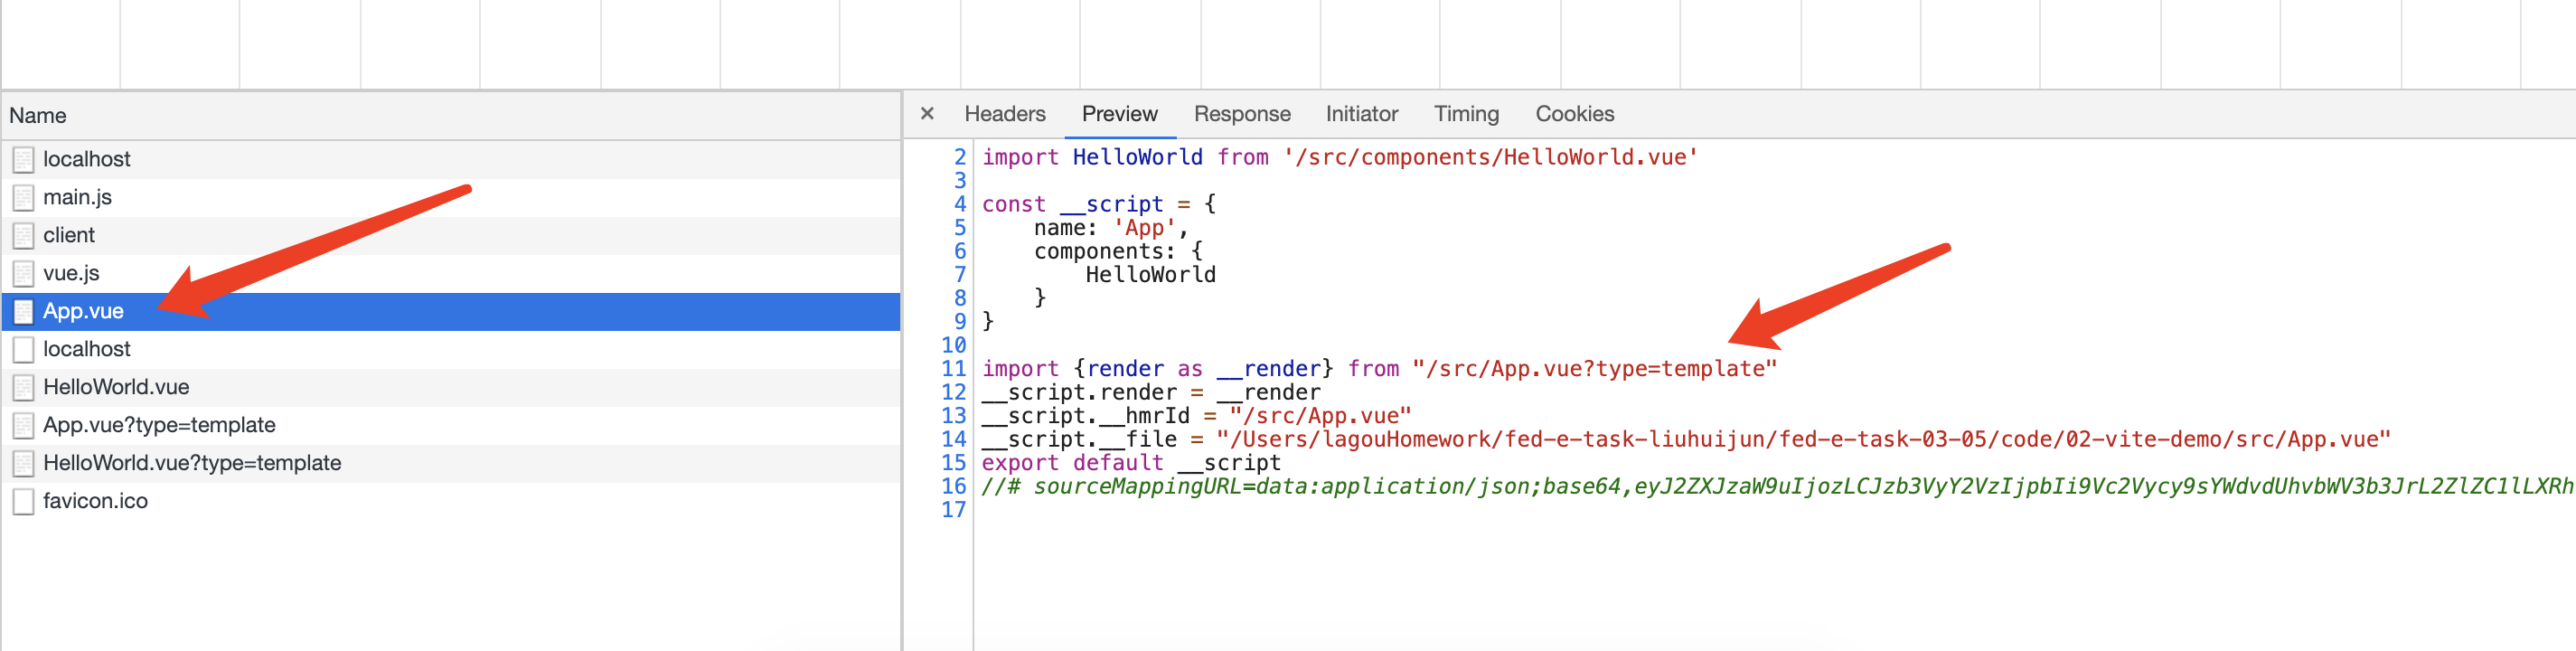 Name
localhost
main.js
client
vue.js
App.vue
localhost
HelloWorld.vue
App.vue?type=template
HelloWorld.vue?type=template
favicon.ico
× Headers Preview Response Initiator Timing Cookies
2 import HelloWorld from '/src/components/HelloWorld.vue'
3
4 const __script = {
5     name: 'App',
6     components: {
7         HelloWorld
8     }
9 }
10
11 import {render as __render} from "/src/App.vue?type=template"
12 __script.render = __render
13 __script.__hmrId = "/src/App.vue"
14 __script.__file = "/Users/lagouHomework/fed-e-task-liuhuijun/fed-e-task-03-05/code/02-vite-demo/src/App.vue"
15 export default __script
16 //# sourceMappingURL=data:application/json;base64,eyJ2ZXJzaW9uIjozLCJzb3VyY2VzIjpbIi9Vc2Vycy9sYWdvdUhvbWV3b3JrL2ZlZC1lLXRh
17